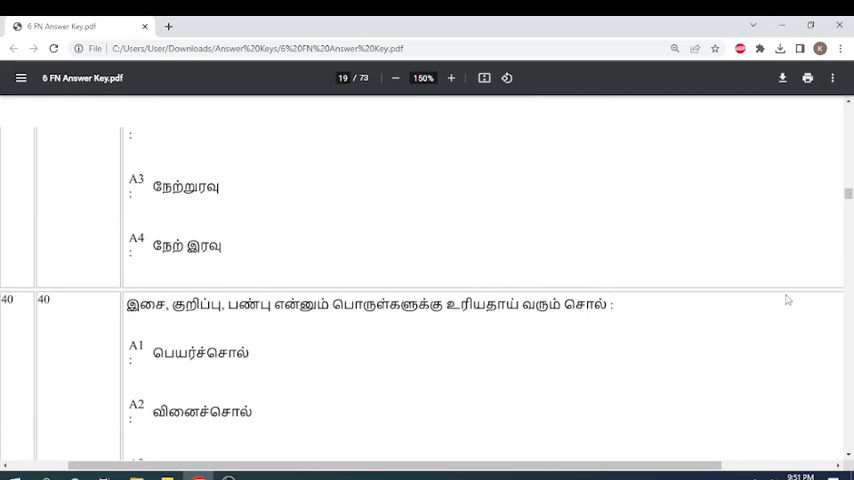 6 FN Answer Key.pdf
File C:/Users/User/Downloads/Answer%20Keys/6%20FN%20Answer%20Key.pdf
ABP
K
6 FN Answer Key.pdf 19 / 73 150%
:
A3 : நேற்றுரவு
A4 : நேற் இரவு
40 40 இசை, குறிப்பு, பண்பு என்னும் பொருள்களுக்கு உரியதாய் வரும் சொல் :
A1 : பெயர்ச்சொல்
A2 : வினைச்சொல்
9:51 PM